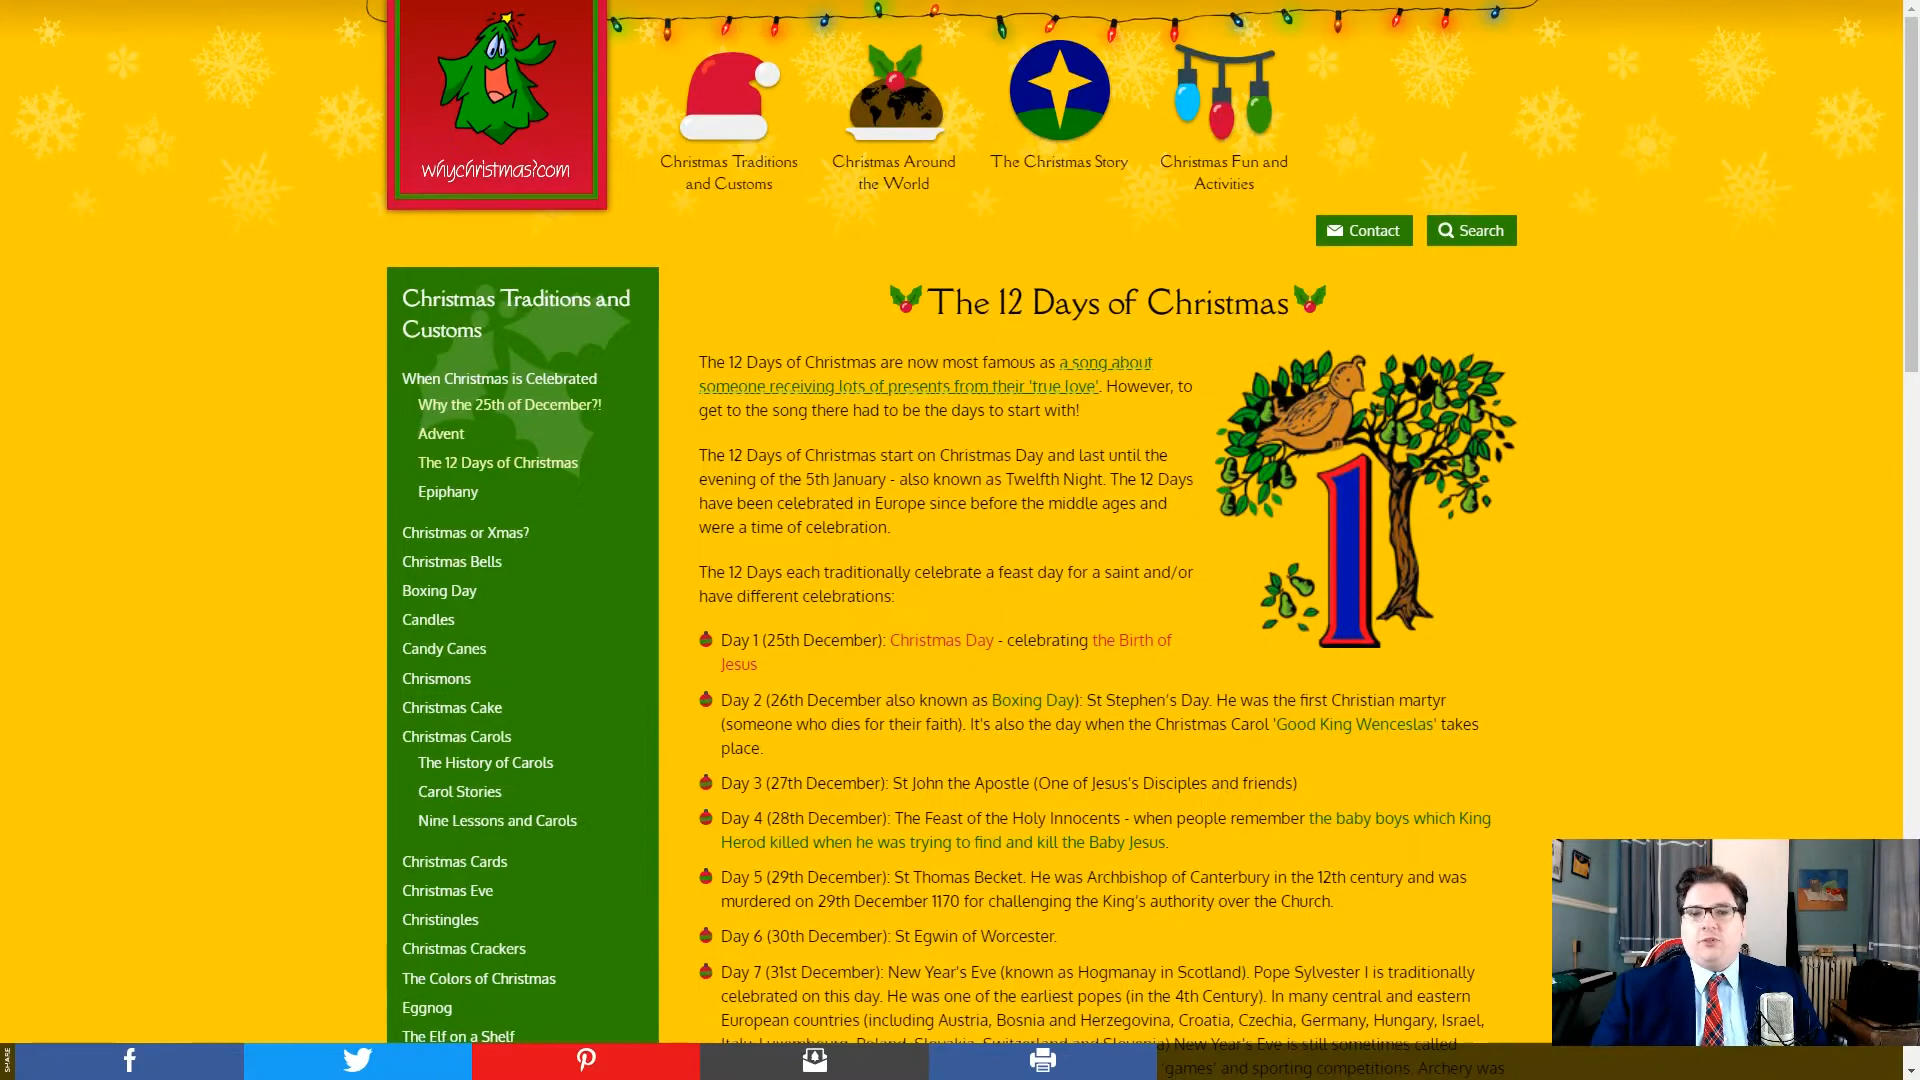 whychristmas?com
Christmas Traditions
and Customs
Christmas Around
the World
The Christmas Story
Christmas Fun and
Activities
Contact
Search
Christmas Traditions and
Customs
When Christmas is Celebrated
Why the 25th of December?!
Advent
The 12 Days of Christmas
Epiphany
Christmas or Xmas?
Christmas Bells
Boxing Day
Candles
Candy Canes
Chrismons
Christmas Cake
Christmas Carols
The History of Carols
Carol Stories
Nine Lessons and Carols
Christmas Cards
Christmas Eve
Christingles
Christmas Crackers
The Colors of Christmas
Eggnog
The Elf on a Shelf
The 12 Days of Christmas
The 12 Days of Christmas are now most famous as a song about
someone receiving lots of presents from their 'true love'. However, to
get to the song there had to be the days to start with!
The 12 Days of Christmas start on Christmas Day and last until the
evening of the 5th January - also known as Twelfth Night. The 12 Days
have been celebrated in Europe since before the middle ages and
were a time of celebration.
The 12 Days each traditionally celebrate a feast day for a saint and/or
have different celebrations:
1
Day 1 (25th December): Christmas Day - celebrating the Birth of
Jesus
Day 2 (26th December also known as Boxing Day): St Stephen's Day. He was the first Christian martyr
(someone who dies for their faith). It's also the day when the Christmas Carol 'Good King Wenceslas' takes
place.
Day 3 (27th December): St John the Apostle (One of Jesus's Disciples and friends)
Day 4 (28th December): The Feast of the Holy Innocents - when people remember the baby boys which King
Herod killed when he was trying to find and kill the Baby Jesus.
Day 5 (29th December): St Thomas Becket. He was Archbishop of Canterbury in the 12th century and was
murdered on 29th December 1170 for challenging the King's authority over the Church.
Day 6 (30th December): St Egwin of Worcester.
Day 7 (31st December): New Year's Eve (known as Hogmanay in Scotland). Pope Sylvester I is traditionally
celebrated on this day. He was one of the earliest popes (in the 4th Century). In many central and eastern
European countries (including Austria, Bosnia and Herzegovina, Croatia, Czechia, Germany, Hungary, Israel,
Italy, Luxembourg, Poland, Slovakia, Switzerland and Slovenia) New Year's Eve is still sometimes called
'games' and sporting competitions. Archery was
SHARE